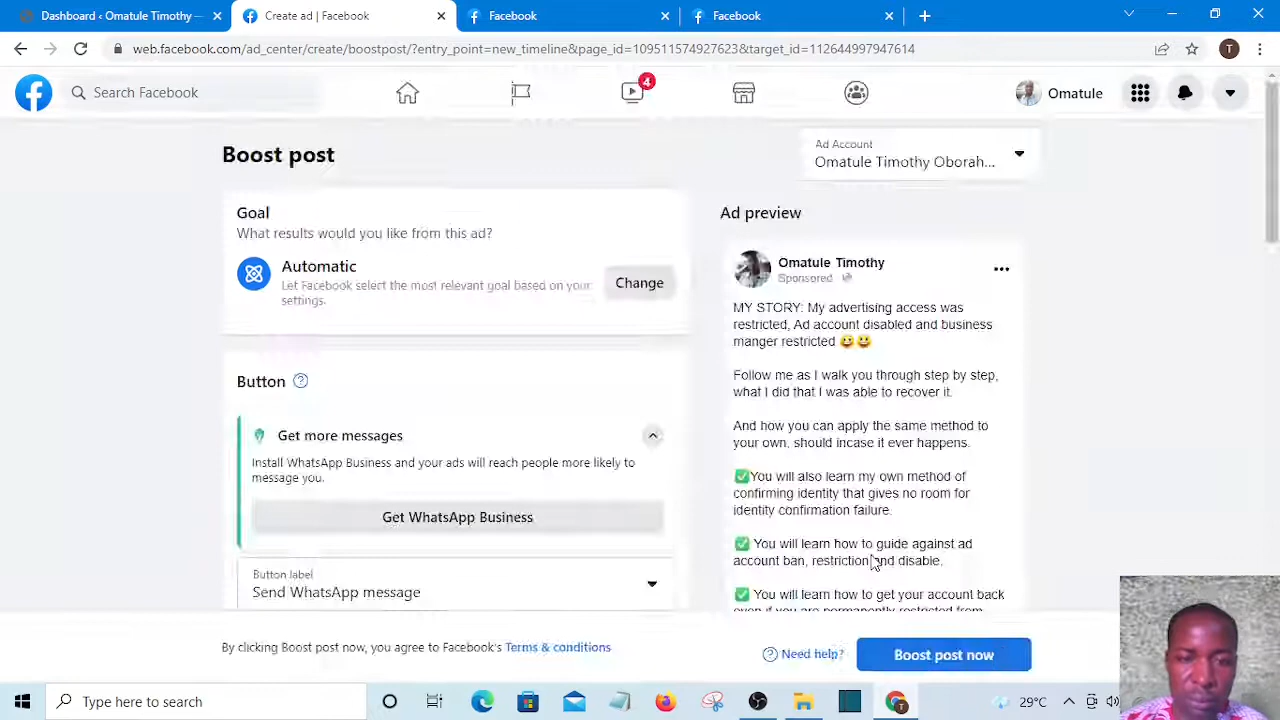 Dashboard ‹ Omatule Timothy —
Create ad | Facebook
Facebook
Facebook
web.facebook.com/ad_center/create/boostpost/?entry_point=new_timeline&page_id=109511574927623&target_id=112644997947614
T
Search Facebook
4
Omatule
Boost post
Ad Account
Omatule Timothy Oborah...
Goal
What results would you like from this ad?
Automatic
Let Facebook select the most relevant goal based on your
settings.
Change
Button
Get more messages
Install WhatsApp Business and your ads will reach people more likely to
message you.
Get WhatsApp Business
Button label
Send WhatsApp message
Ad preview
Omatule Timothy
Sponsored
MY STORY: My advertising access was
restricted, Ad account disabled and business
manger restricted 😀😀
Follow me as I walk you through step by step,
what I did that I was able to recover it.
And how you can apply the same method to
your own, should incase it ever happens.
✅You will also learn my own method of
confirming identity that gives no room for
identity confirmation failure.
✅ You will learn how to guide against ad
account ban, restriction and disable.
✅ You will learn how to get your account back
even if you are permanently restricted from
By clicking Boost post now, you agree to Facebook's Terms & conditions
Need help?
Boost post now
Type here to search
29°C